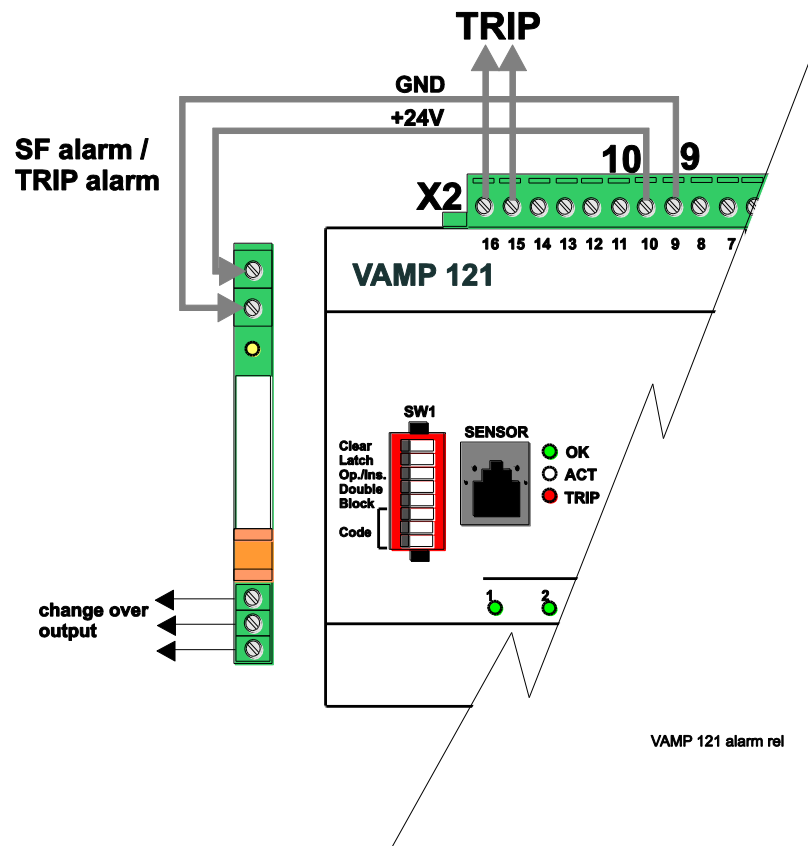 TRIP
GND
+24V
SF alarm /
TRIP alarm
10 9
X2
16 15 14 13 12 11 10 9 8 7
VAMP 121
SW1
SENSOR
Clear
Latch
Op./Ins.
Double
Block
Code
OK
ACT
TRIP
1 2
change over
output
VAMP 121 alarm rel